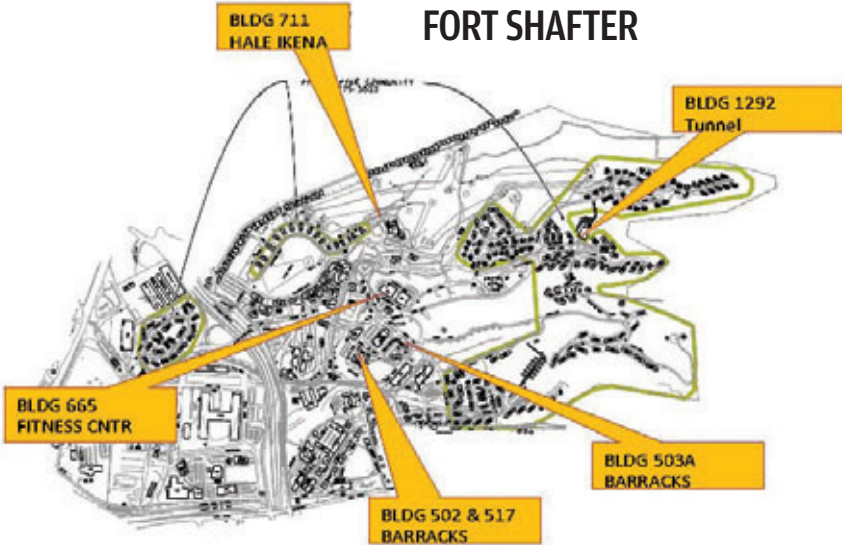 FORT SHAFTER
BLDG 711
HALE IKENA
COMMUNITY
BLDG 1292
Tunnel
BLDG 665
FITNESS CNTR
BLDG 503A
BARRACKS
BLDG 502 & 517
BARRACKS